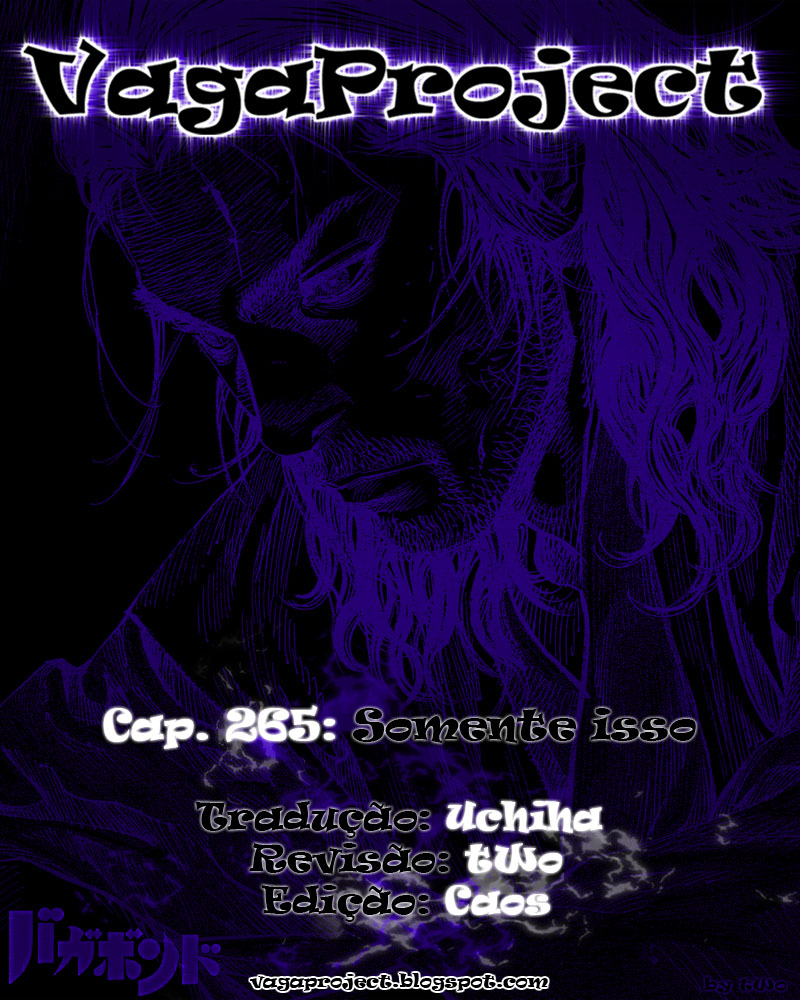 VagaProject
Cap. 265: Somente isso
Tradução: Uchiha
Revisão: tWo
Edição: Caos
バガボンド
vagaproject.blogspot.com
by tWo